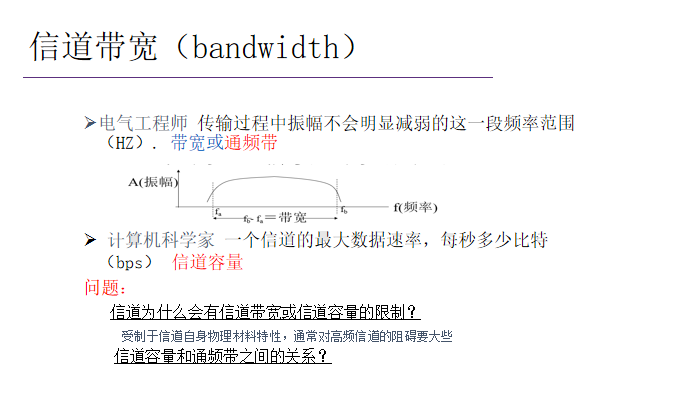 信道带宽（bandwidth）
➢电气工程师 传输过程中振幅不会明显减弱的这一段频率范围
（HZ）. 带宽或通频带
A(振幅)
fa
fb- fa＝带宽
fb
f(频率)
➢ 计算机科学家 一个信道的最大数据速率，每秒多少比特
（bps） 信道容量
问题：
信道为什么会有信道带宽或信道容量的限制？
受制于信道自身物理材料特性，通常对高频信道的阻碍要大些
信道容量和通频带之间的关系？